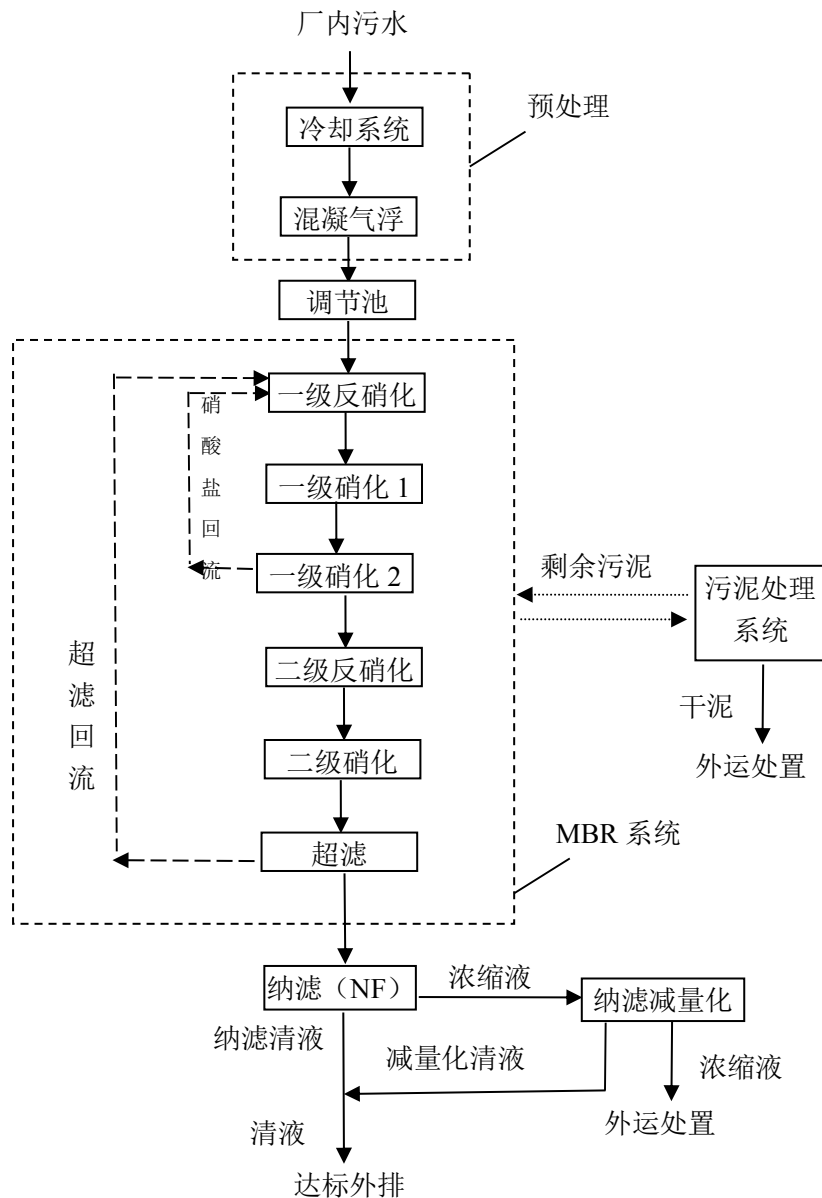 厂内污水
冷却系统
预处理
混凝气浮
调节池
一级反硝化
硝酸盐回流
一级硝化 1
一级硝化 2
剩余污泥
污泥处理
系统
二级反硝化
超滤回流
干泥
二级硝化
外运处置
超滤
MBR 系统
纳滤（NF）
浓缩液
纳滤减量化
纳滤清液
减量化清液
浓缩液
外运处置
清液
达标外排